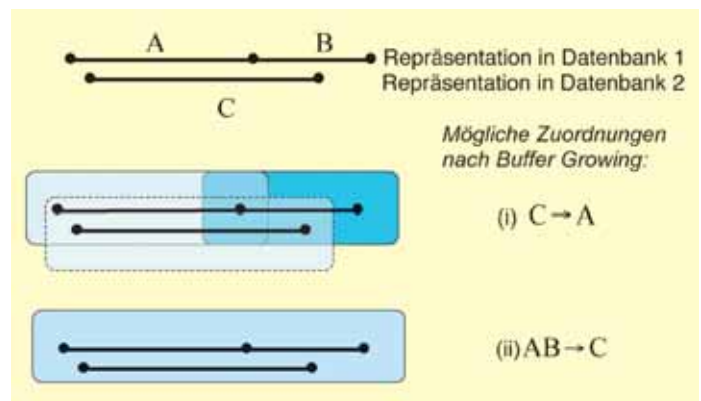 A B
Repräsentation in Datenbank 1
Repräsentation in Datenbank 2
C
Mögliche Zuordnungen
nach Buffer Growing:
(i) C→A
(ii) AB→C